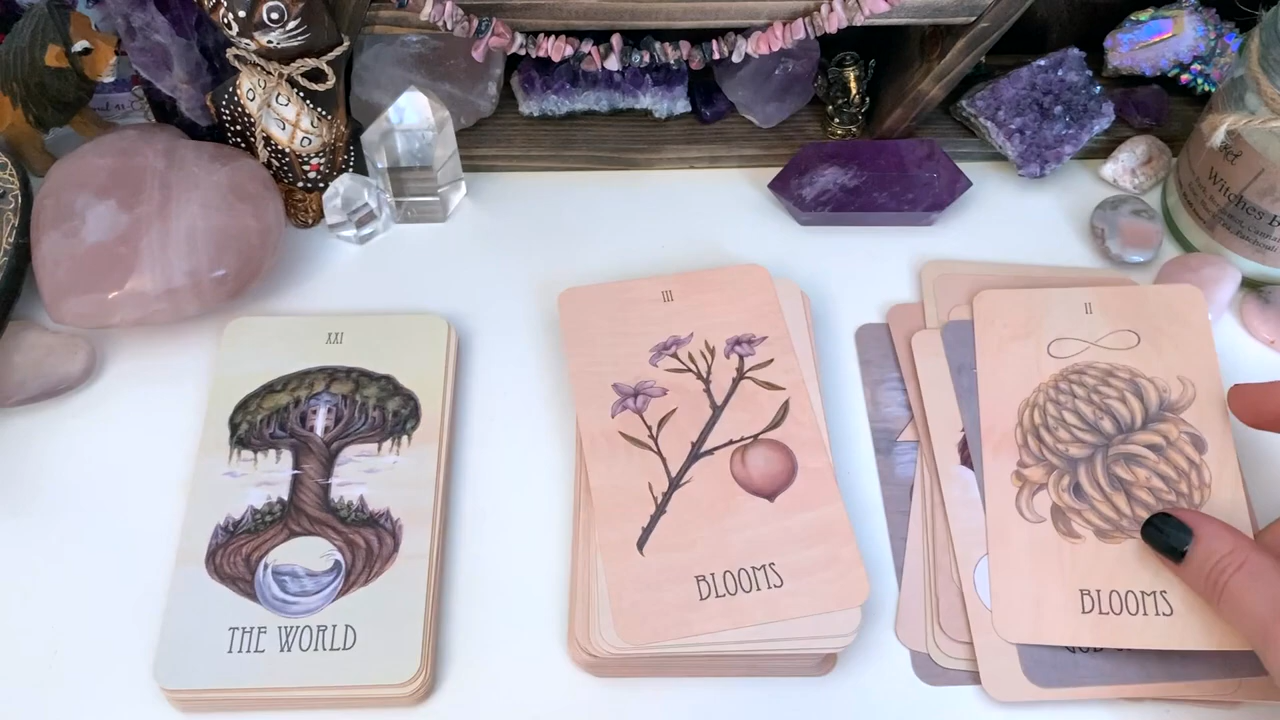 XXI
THE WORLD
III
BLOOMS
II
BLOOMS
Witches b